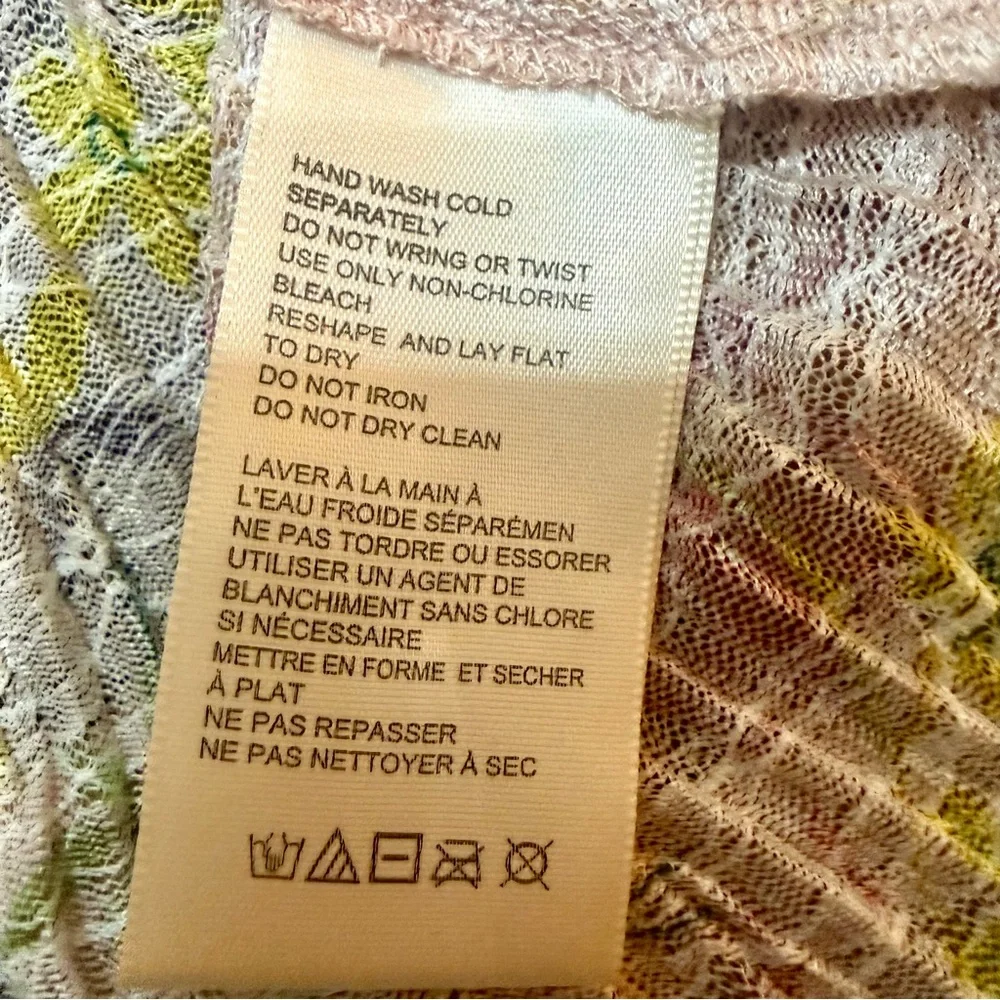 HAND WASH COLD
SEPARATELY
DO NOT WRING OR TWIST
USE ONLY NON-CHLORINE
BLEACH
RESHAPE AND LAY FLAT
TO DRY
DO NOT IRON
DO NOT DRY CLEAN
LAVER À LA MAIN À
L'EAU FROIDE SÉPARÉMEN
NE PAS TORDRE OU ESSORER
UTILISER UN AGENT DE
BLANCHIMENT SANS CHLORE
SI NÉCESSAIRE
METTRE EN FORME ET SECHER
À PLAT
NE PAS REPASSER
NE PAS NETTOYER À SEC